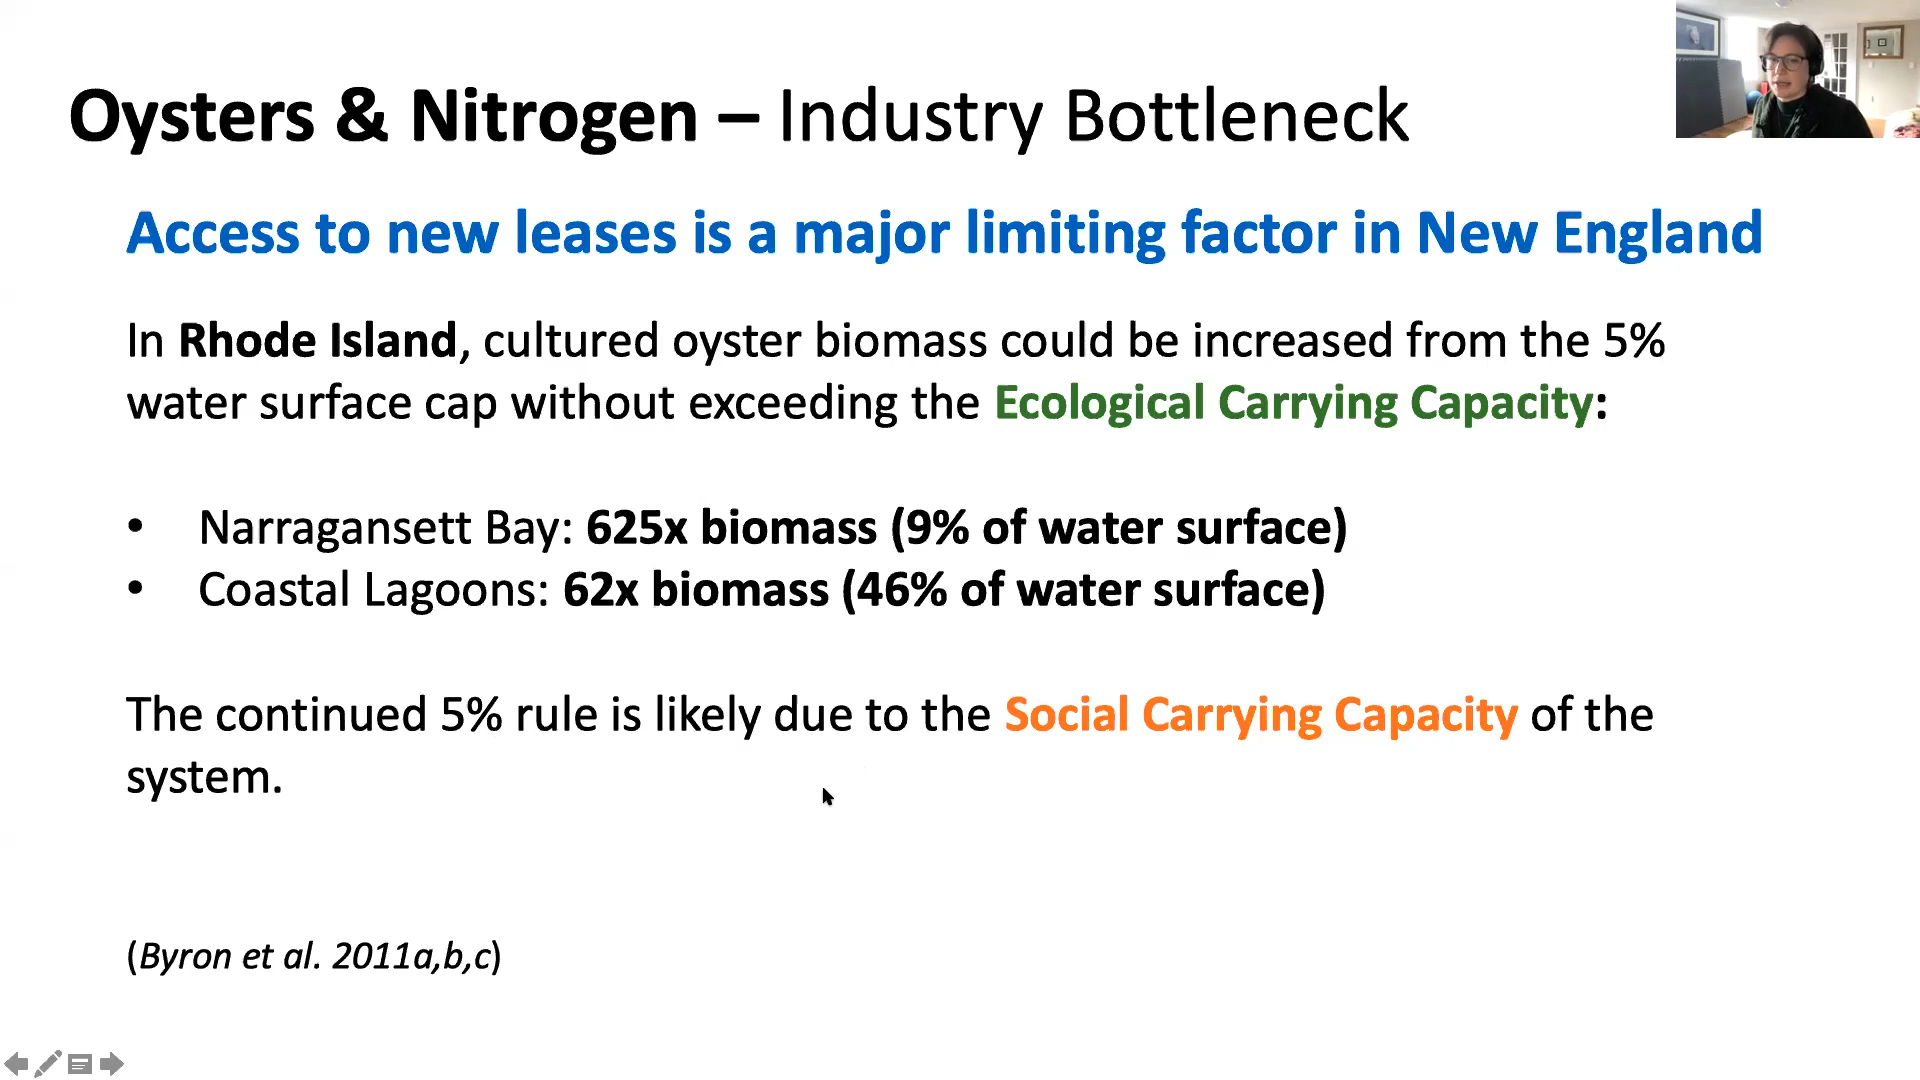 Oysters & Nitrogen – Industry Bottleneck
Access to new leases is a major limiting factor in New England
In Rhode Island, cultured oyster biomass could be increased from the 5%
water surface cap without exceeding the Ecological Carrying Capacity:
• Narragansett Bay: 625x biomass (9% of water surface)
• Coastal Lagoons: 62x biomass (46% of water surface)
The continued 5% rule is likely due to the Social Carrying Capacity of the
system.
(Byron et al. 2011a,b,c)